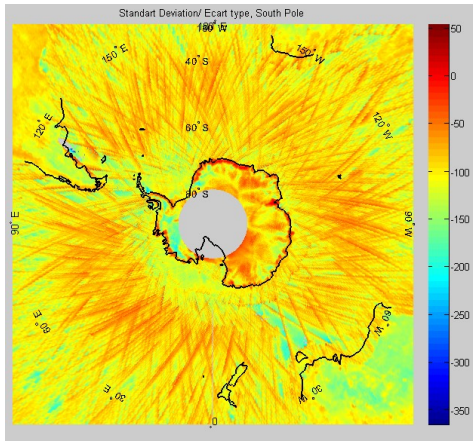 Standart Deviation/ Ecart type, South Pole
150° E
150° W
40° S
120° E
120° W
60° S
80° S
90° E
90° W
60° E
60° W
30° E
30° W
0
50
0
-50
-100
-150
-200
-250
-300
-350